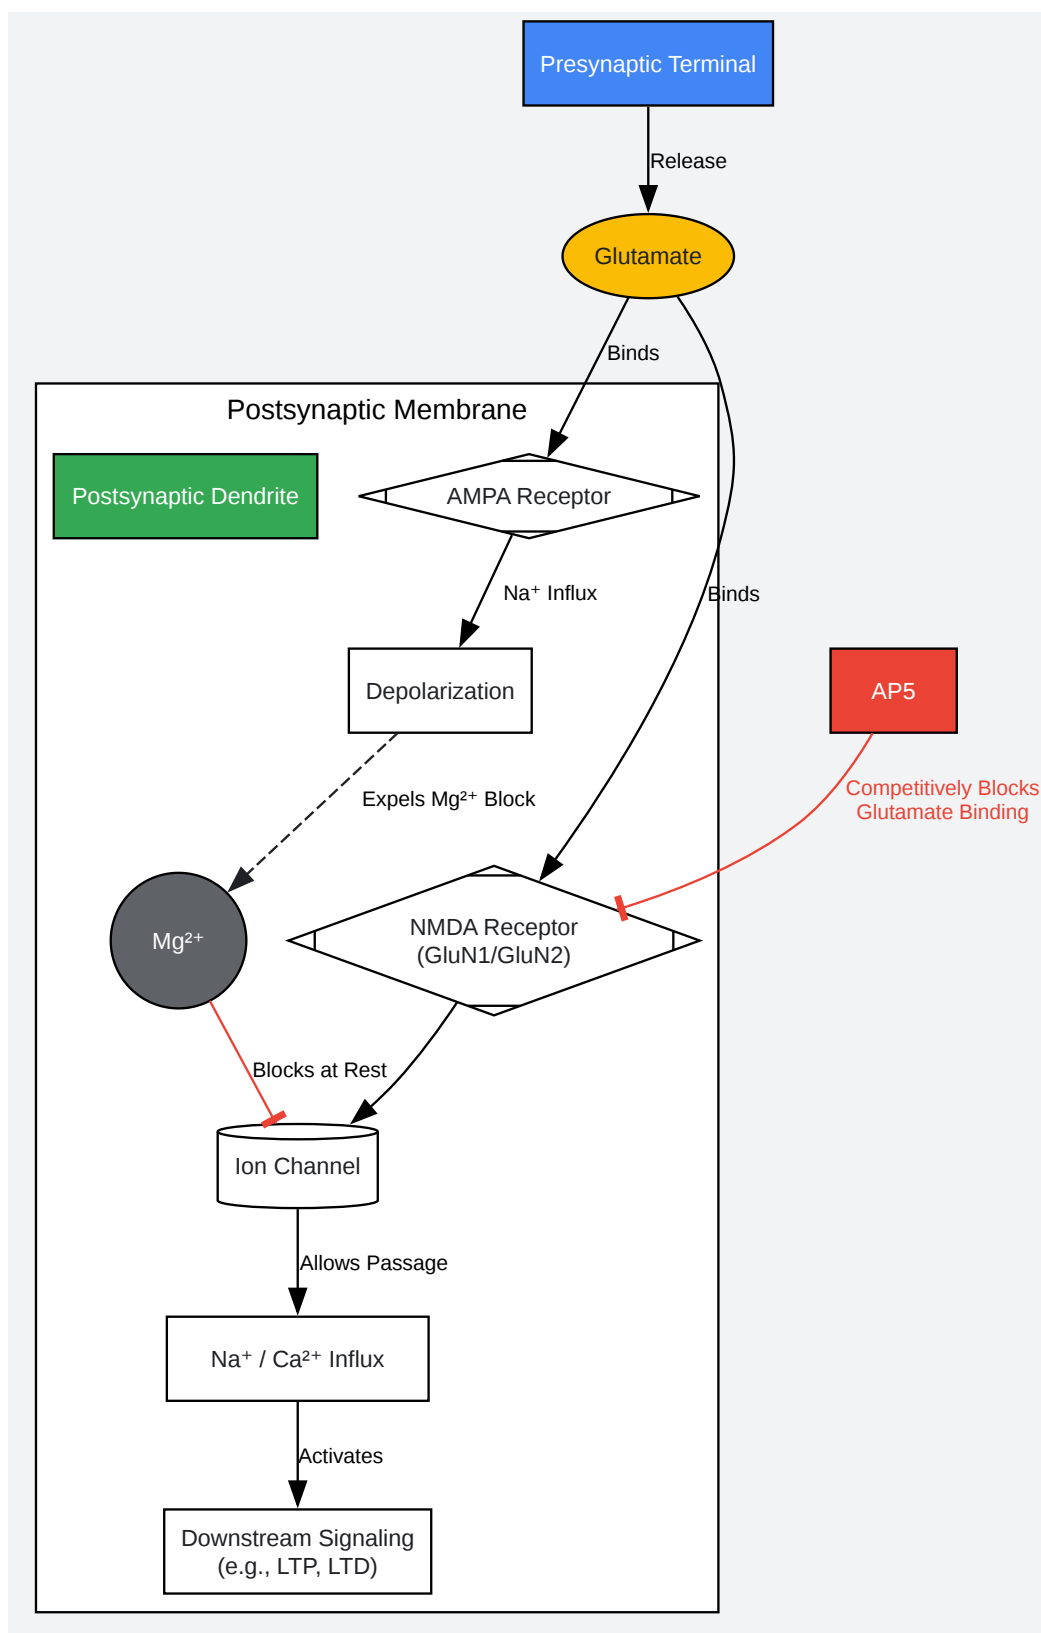 Presynaptic Terminal
Release
Glutamate
Binds
Postsynaptic Membrane
Postsynaptic Dendrite
AMPA Receptor
Na⁺ Influx
Binds
Depolarization
AP5
Competitively Blocks
Glutamate Binding
Expels Mg²⁺ Block
Mg²⁺
NMDA Receptor
(GluN1/GluN2)
Blocks at Rest
Ion Channel
Allows Passage
Na⁺ / Ca²⁺ Influx
Activates
Downstream Signaling
(e.g., LTP, LTD)